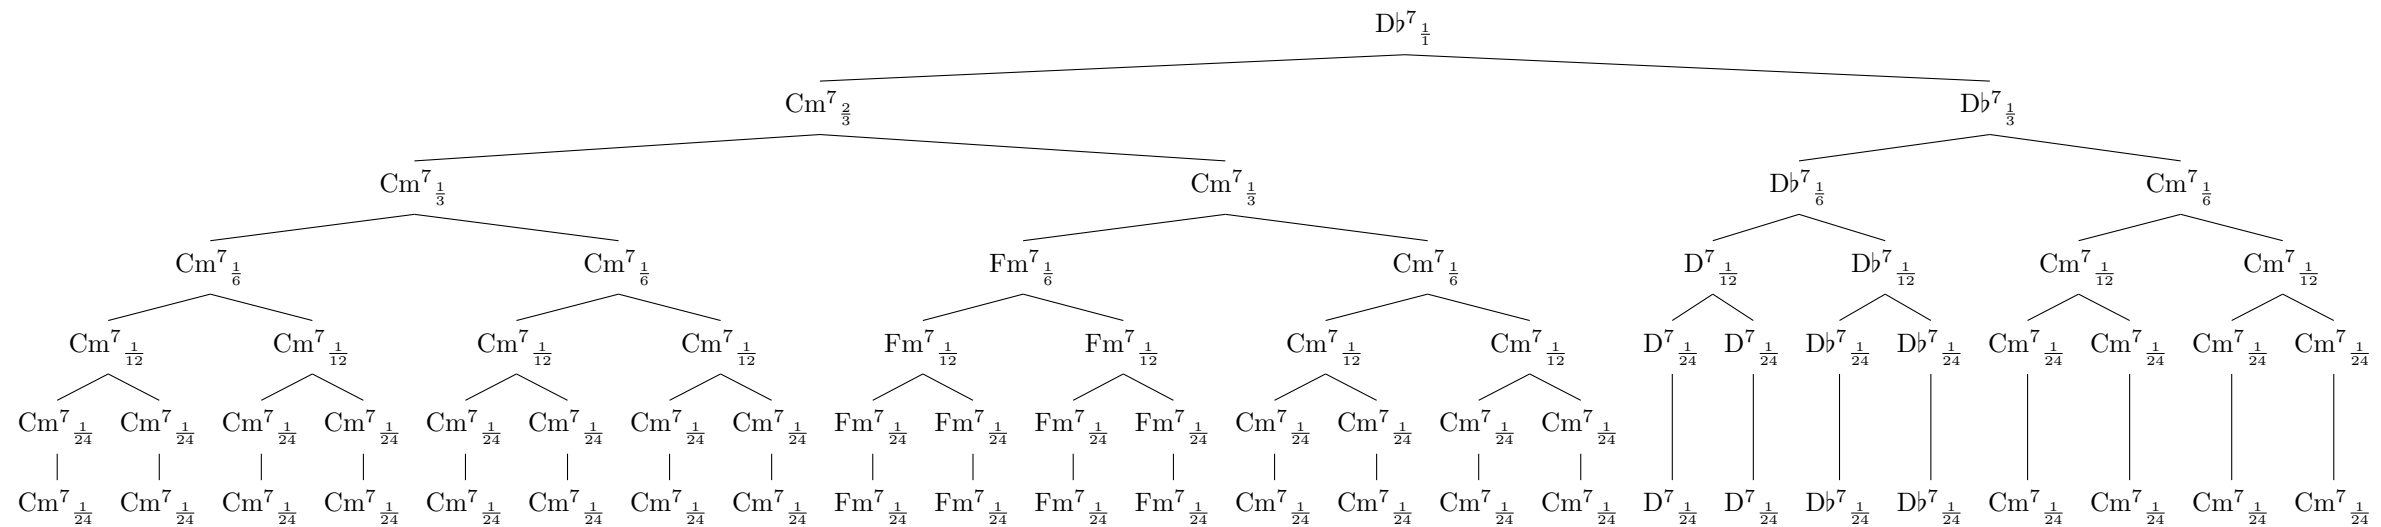 D♭⁷ 1/1
Cm⁷ 2/3 D♭⁷ 1/3
Cm⁷ 1/3 Cm⁷ 1/3 D♭⁷ 1/6 Cm⁷ 1/6
Cm⁷ 1/6 Cm⁷ 1/6 Fm⁷ 1/6 Cm⁷ 1/6 D⁷ 1/12 D♭⁷ 1/12 Cm⁷ 1/12 Cm⁷ 1/12
Cm⁷ 1/12 Cm⁷ 1/12 Cm⁷ 1/12 Cm⁷ 1/12 Fm⁷ 1/12 Fm⁷ 1/12 Cm⁷ 1/12 Cm⁷ 1/12 D⁷ 1/24 D⁷ 1/24 D♭⁷ 1/24 D♭⁷ 1/24 Cm⁷ 1/24 Cm⁷ 1/24 Cm⁷ 1/24 Cm⁷ 1/24
Cm⁷ 1/24 Cm⁷ 1/24 Cm⁷ 1/24 Cm⁷ 1/24 Cm⁷ 1/24 Cm⁷ 1/24 Cm⁷ 1/24 Cm⁷ 1/24 Fm⁷ 1/24 Fm⁷ 1/24 Fm⁷ 1/24 Fm⁷ 1/24 Cm⁷ 1/24 Cm⁷ 1/24 Cm⁷ 1/24 Cm⁷ 1/24
Cm⁷ 1/24 Cm⁷ 1/24 Cm⁷ 1/24 Cm⁷ 1/24 Cm⁷ 1/24 Cm⁷ 1/24 Cm⁷ 1/24 Cm⁷ 1/24 Fm⁷ 1/24 Fm⁷ 1/24 Fm⁷ 1/24 Fm⁷ 1/24 Cm⁷ 1/24 Cm⁷ 1/24 Cm⁷ 1/24 Cm⁷ 1/24 D⁷ 1/24 D⁷ 1/24 D♭⁷ 1/24 D♭⁷ 1/24 Cm⁷ 1/24 Cm⁷ 1/24 Cm⁷ 1/24 Cm⁷ 1/24